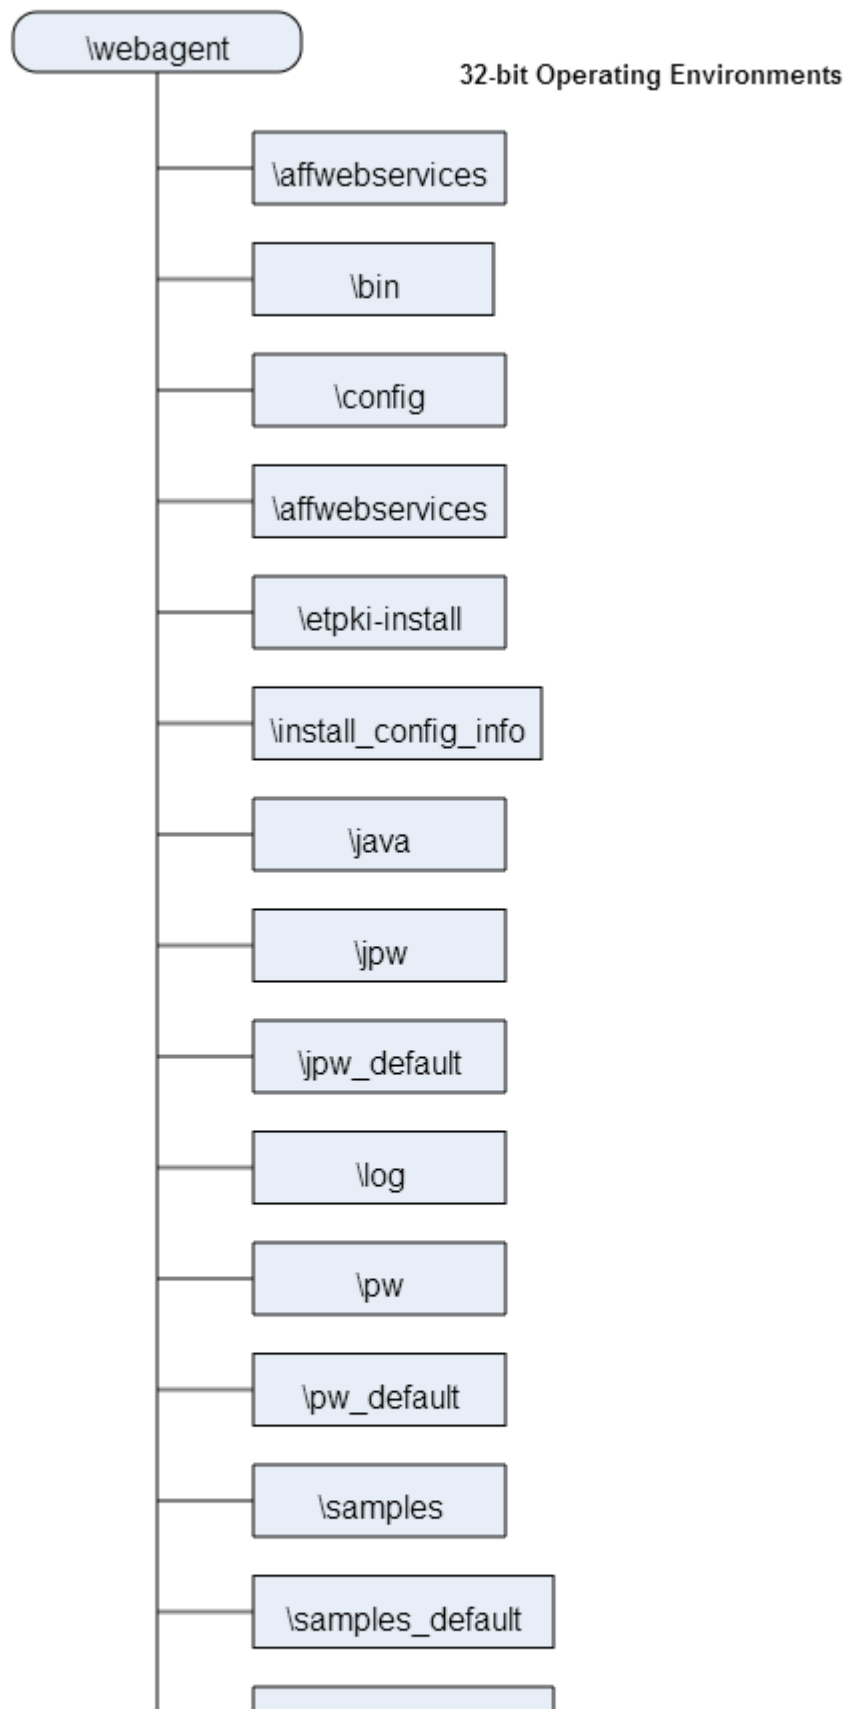 \webagent
32-bit Operating Environments
\affwebservices
\bin
\config
\affwebservices
\etpki-install
\install_config_info
\java
\jpw
\jpw_default
\log
\pw
\pw_default
\samples
\samples_default